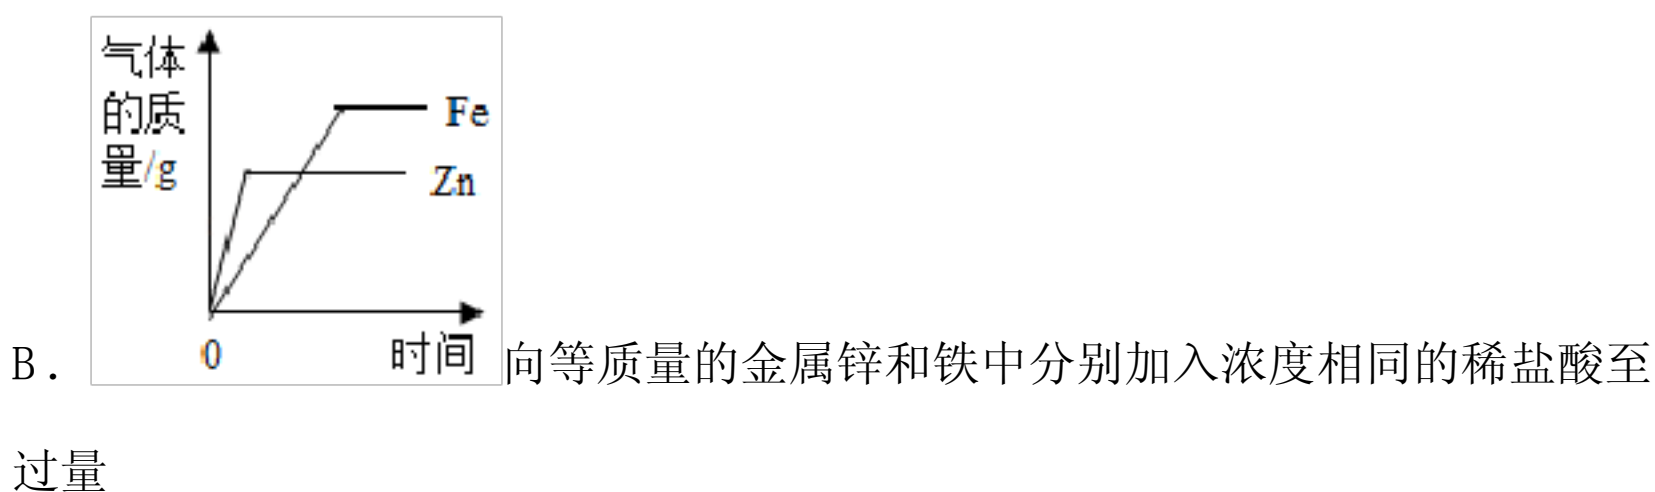 气体
的质
量/g
Fe
Zn
0
时间
B.
向等质量的金属锌和铁中分别加入浓度相同的稀盐酸至
过量